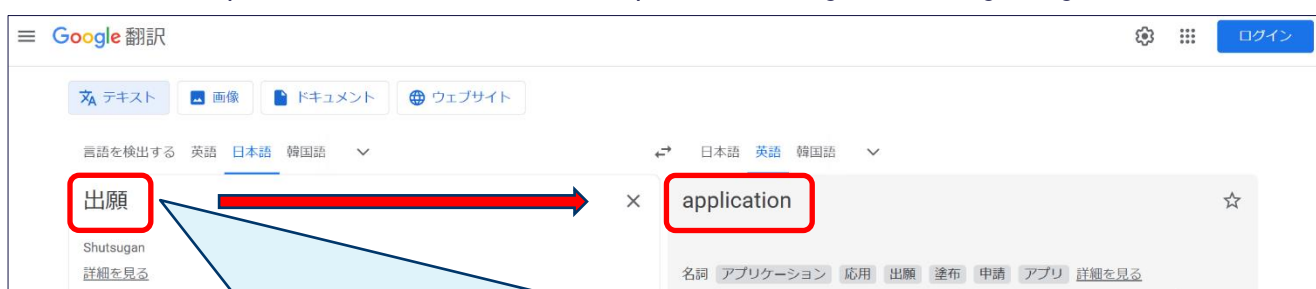 Google 翻訳
ログイン
テキスト 画像 ドキュメント ウェブサイト
言語を検出する 英語 日本語 韓国語
日本語 英語 韓国語
出願
application
Shutsugan
詳細を見る
名詞 アプリケーション 応用 出願 塗布 申請 アプリ 詳細を見る